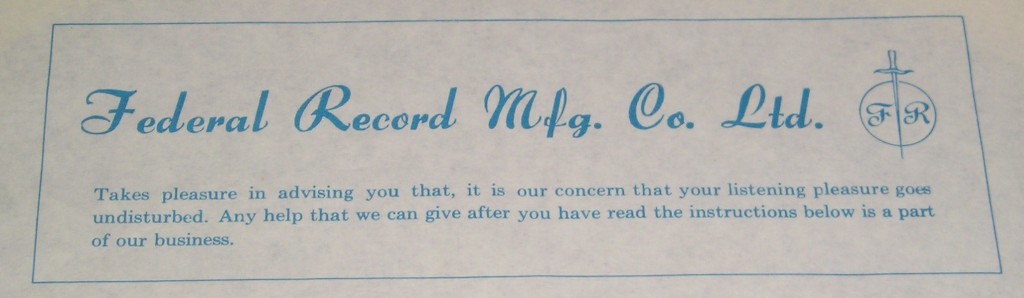 Federal Record Mfg. Co. Ltd.
F R
Takes pleasure in advising you that, it is our concern that your listening pleasure goes
undisturbed. Any help that we can give after you have read the instructions below is a part
of our business.